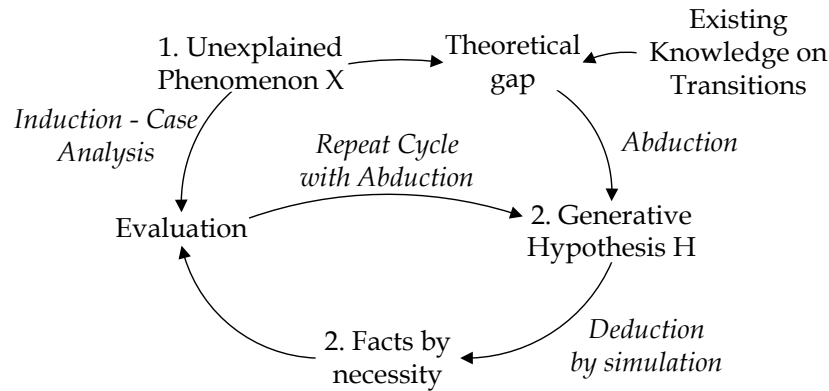 1. Unexplained
Phenomenon X
Theoretical
gap
Existing
Knowledge on
Transitions
Induction - Case
Analysis
Repeat Cycle
with Abduction
Abduction
Evaluation
2. Generative
Hypothesis H
2. Facts by
necessity
Deduction
by simulation